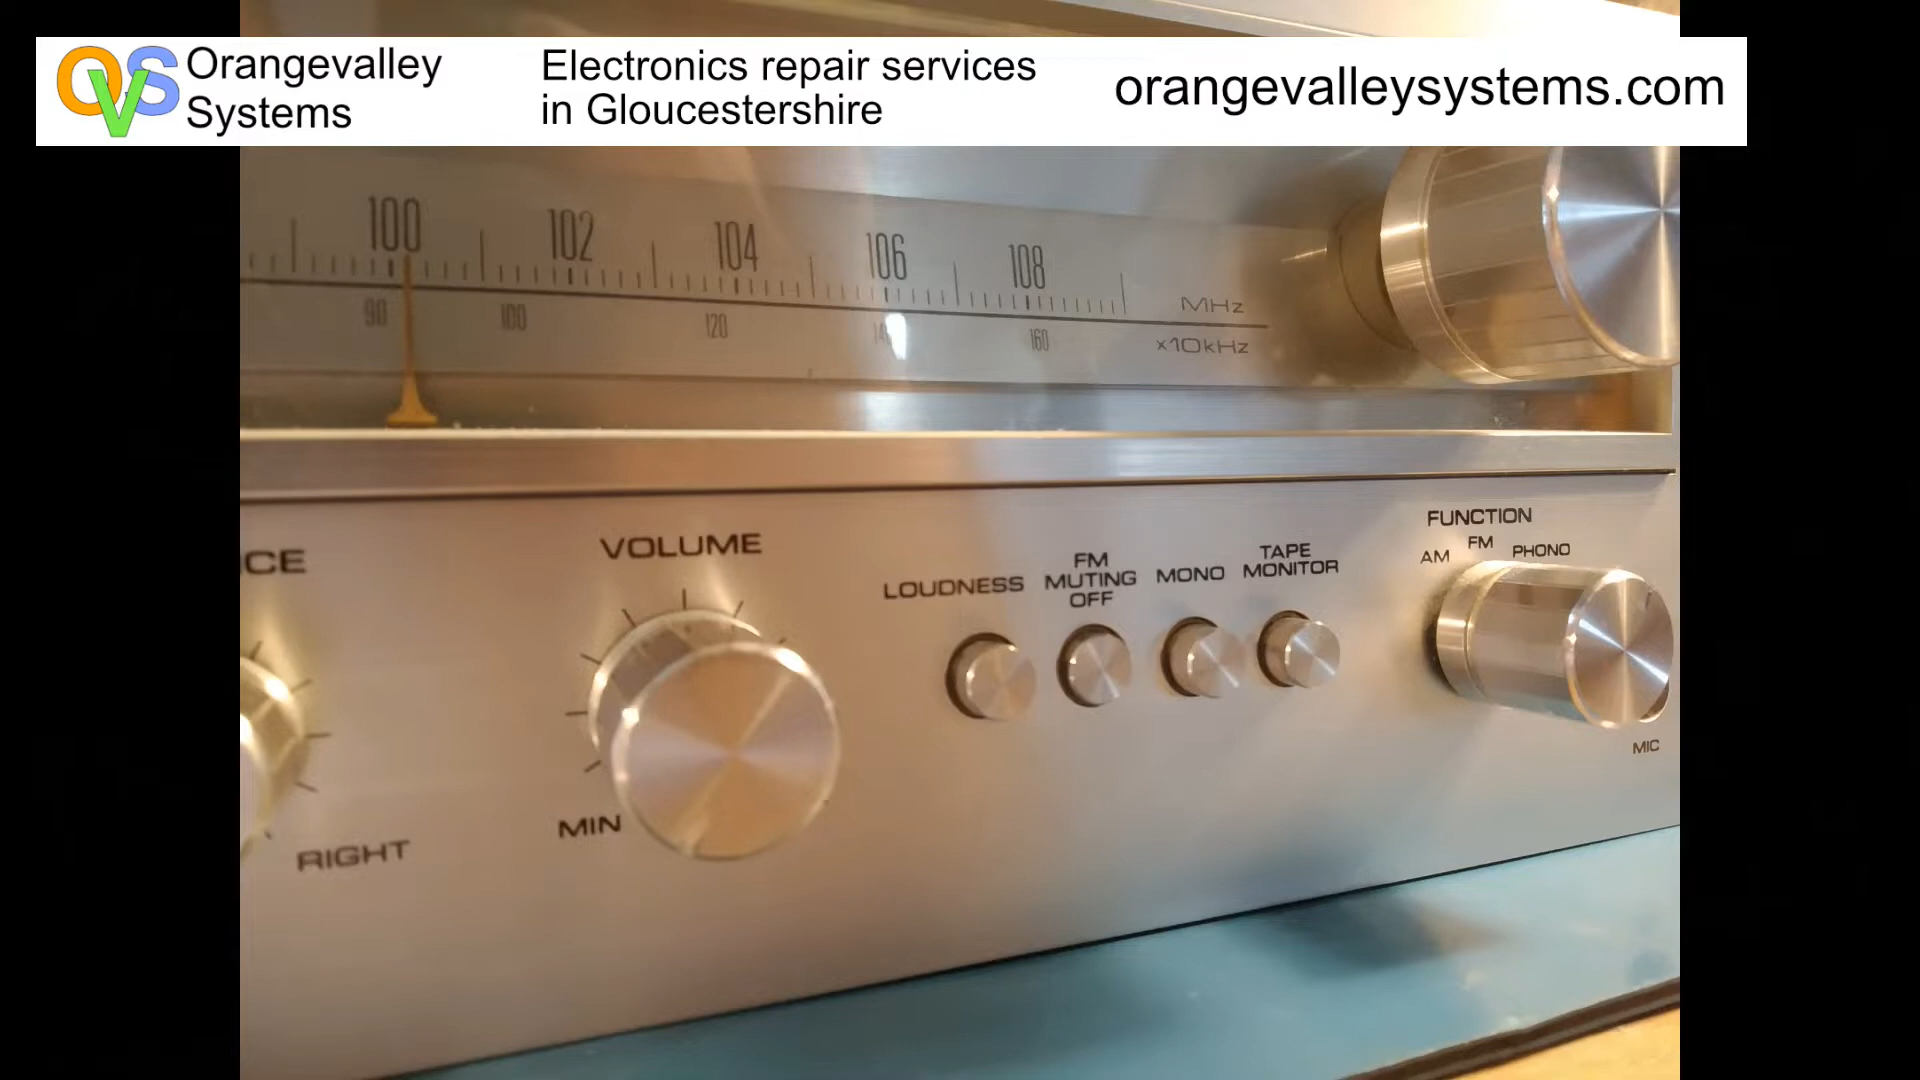 OVS
Orangevalley
Systems
Electronics repair services
in Gloucestershire
orangevalleysystems.com
100 102 104 106 108
MHz
90 100 120 160
x10kHz
FUNCTION
AM FM PHONO
MIC
VOLUME
MIN
LOUDNESS
FM
MUTING
OFF
MONO
TAPE
MONITOR
CE
RIGHT